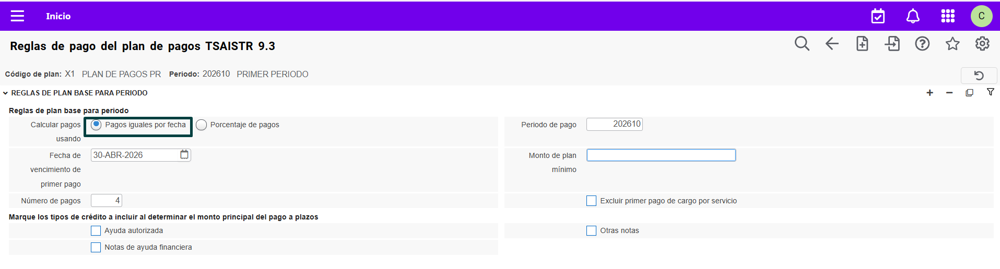 Inicio
C
Reglas de pago del plan de pagos TSAISTR 9.3
Código de plan: X1 PLAN DE PAGOS PR Periodo: 202610 PRIMER PERIODO
REGLAS DE PLAN BASE PARA PERIODO
Reglas de plan base para periodo
Calcular pagos usando
Pagos iguales por fecha
Porcentaje de pagos
Periodo de pago 202610
Fecha de vencimiento de primer pago
30-ABR-2026
Monto de plan mínimo
Número de pagos 4
Excluir primer pago de cargo por servicio
Marque los tipos de crédito a incluir al determinar el monto principal del pago a plazos
Ayuda autorizada
Otras notas
Notas de ayuda financiera